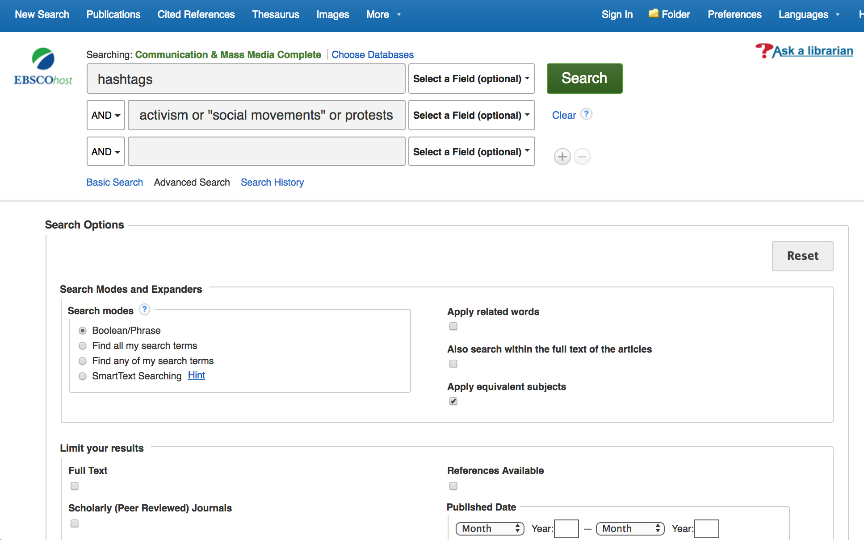 New Search Publications Cited References Thesaurus Images More Sign In Folder Preferences Languages
Searching: Communication & Mass Media Complete Choose Databases
?Ask a librarian
EBSCOhost
hashtags Select a Field (optional) Search
AND activism or "social movements" or protests Select a Field (optional) Clear ?
AND Select a Field (optional) + −
Basic Search Advanced Search Search History
Search Options
Reset
Search Modes and Expanders
Search modes ?
Boolean/Phrase
Find all my search terms
Find any of my search terms
SmartText Searching Hint
Apply related words
Also search within the full text of the articles
Apply equivalent subjects
Limit your results
Full Text
References Available
Scholarly (Peer Reviewed) Journals
Published Date
Month Year: — Month Year: